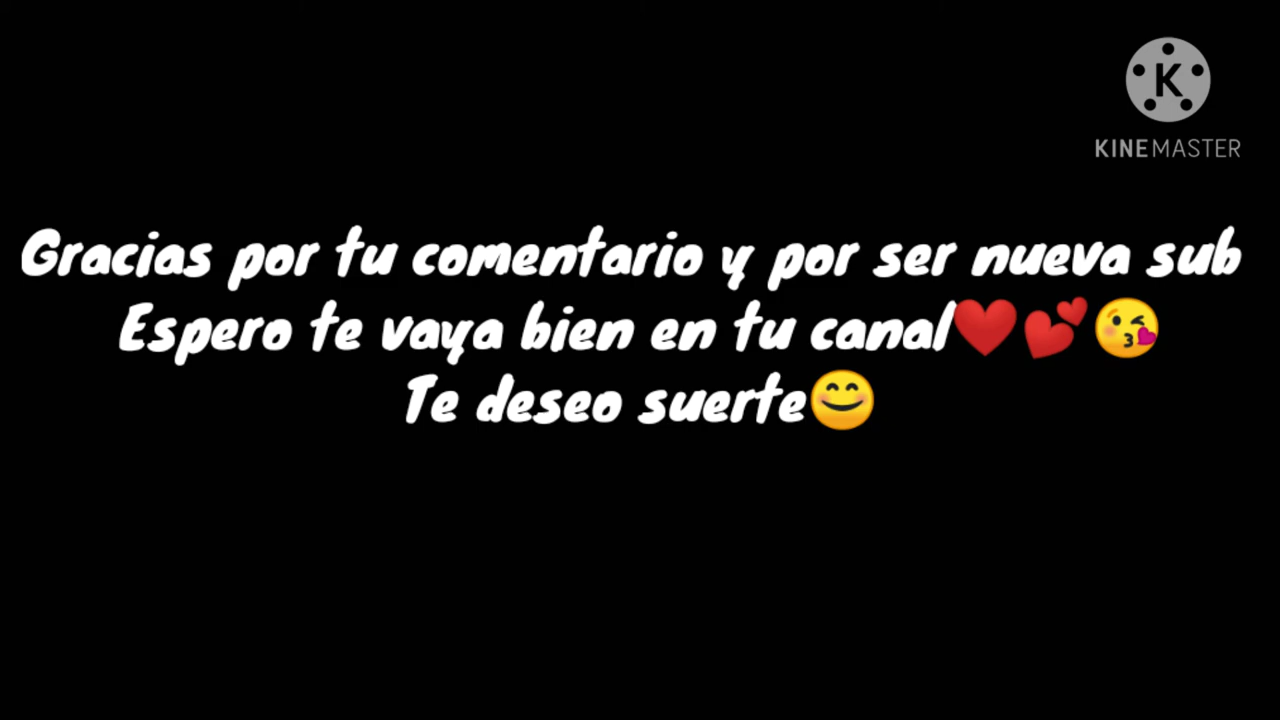 K
KINEMASTER
Gracias por tu comentario y por ser nueva sub
Espero te vaya bien en tu canal❤️💕😘
Te deseo suerte😊